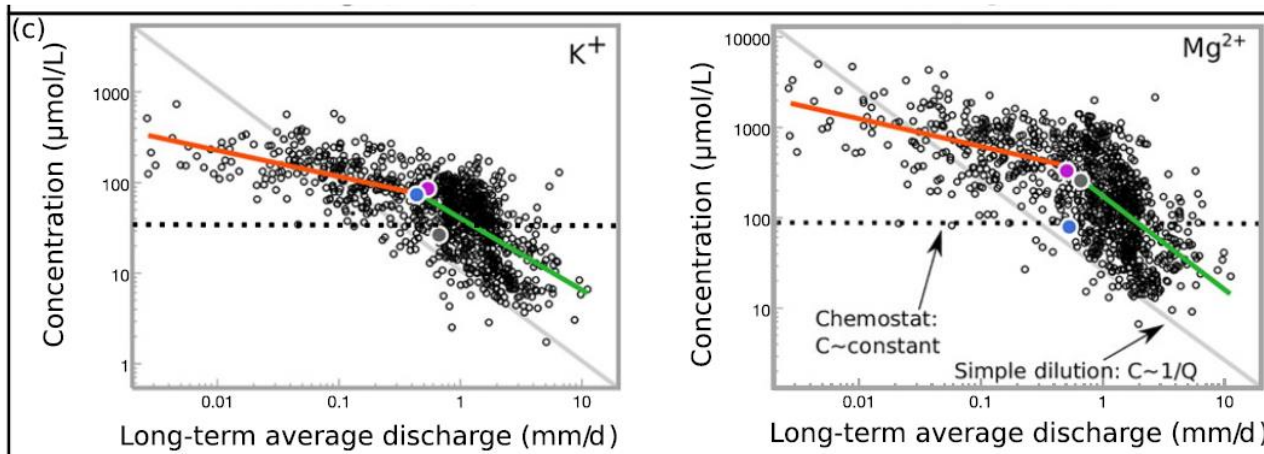 (c)
K⁺
Concentration (μmol/L)
1000
100
10
1
0.01 0.1 1 10
Long-term average discharge (mm/d)
Mg²⁺
Concentration (μmol/L)
10000
1000
100
10
Chemostat:
C~constant
Simple dilution: C~1/Q
0.01 0.1 1 10
Long-term average discharge (mm/d)